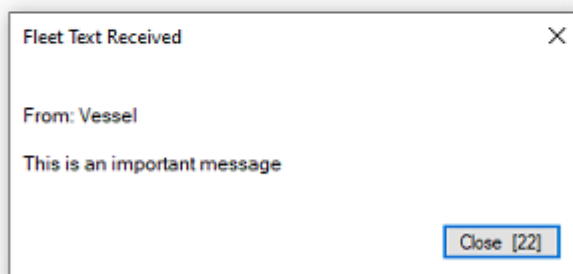 Fleet Text Received
From: Vessel
This is an important message
Close [22]